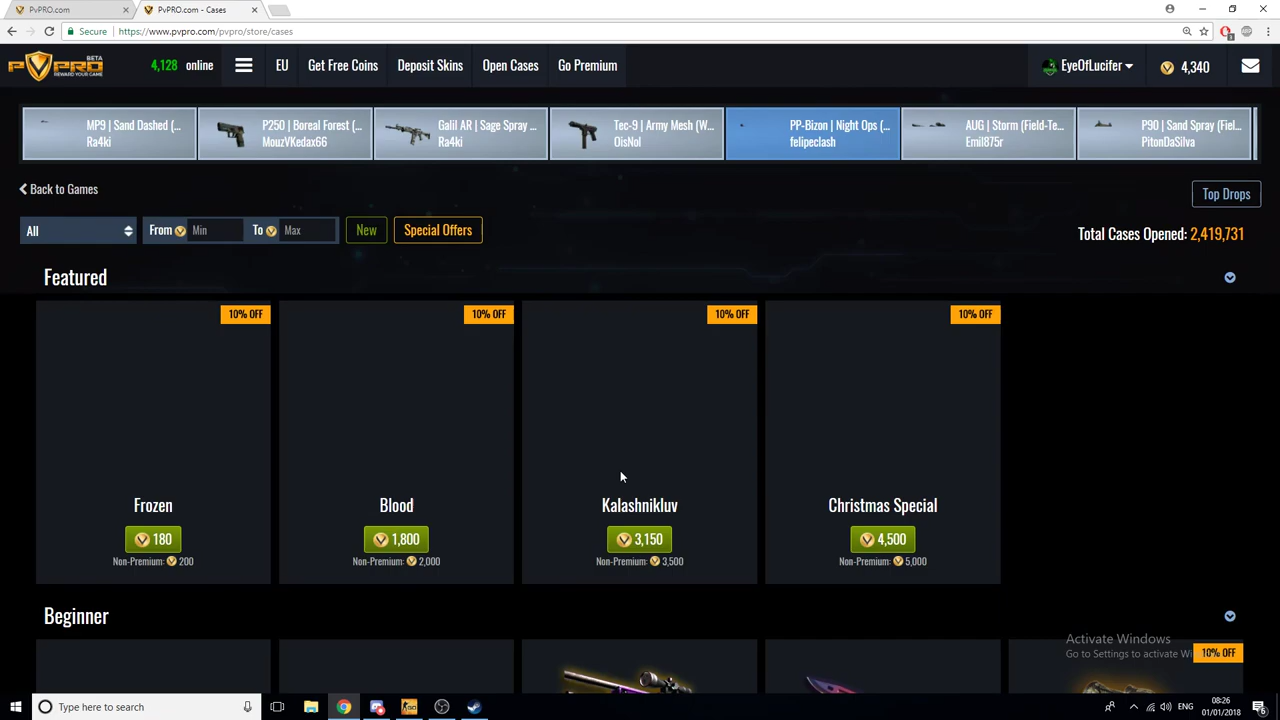 PvPRO.com
PvPRO.com - Cases
Secure
https://www.pvpro.com/pvpro/store/cases
PVPRO
BETA
REWARD YOUR GAME
4,128 online
EU
Get Free Coins
Deposit Skins
Open Cases
Go Premium
EyeOfLucifer
4,340
MP9 | Sand Dashed (...
Ra4ki
P250 | Boreal Forest (...
MouzVKedax66
Galil AR | Sage Spray ...
Ra4ki
Tec-9 | Army Mesh (W...
OisNol
PP-Bizon | Night Ops (...
felipeclash
AUG | Storm (Field-Te...
Emil875r
P90 | Sand Spray (Fiel...
PitonDaSilva
Back to Games
Top Drops
All
From
Min
To
Max
New
Special Offers
Total Cases Opened: 2,419,731
Featured
10% OFF
10% OFF
10% OFF
10% OFF
Frozen
Blood
Kalashnikluv
Christmas Special
180
1,800
3,150
4,500
Non-Premium: 200
Non-Premium: 2,000
Non-Premium: 3,500
Non-Premium: 5,000
Beginner
Activate Windows
Go to Settings to activate Wi
10% OFF
Type here to search
ENG
08:26
01/01/2018